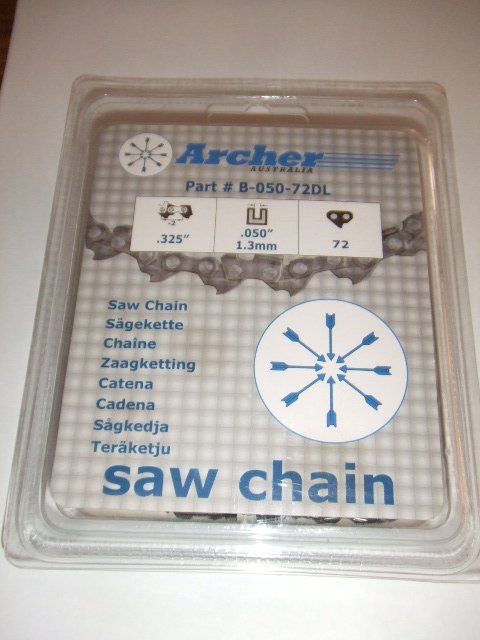 Archer
AUSTRALIA
Part # B-050-72DL
.325" .050" 72
1.3mm
Saw Chain
Sägekette
Chaîne
Zaagketting
Catena
Cadena
Sågkedja
Teräketju
saw chain